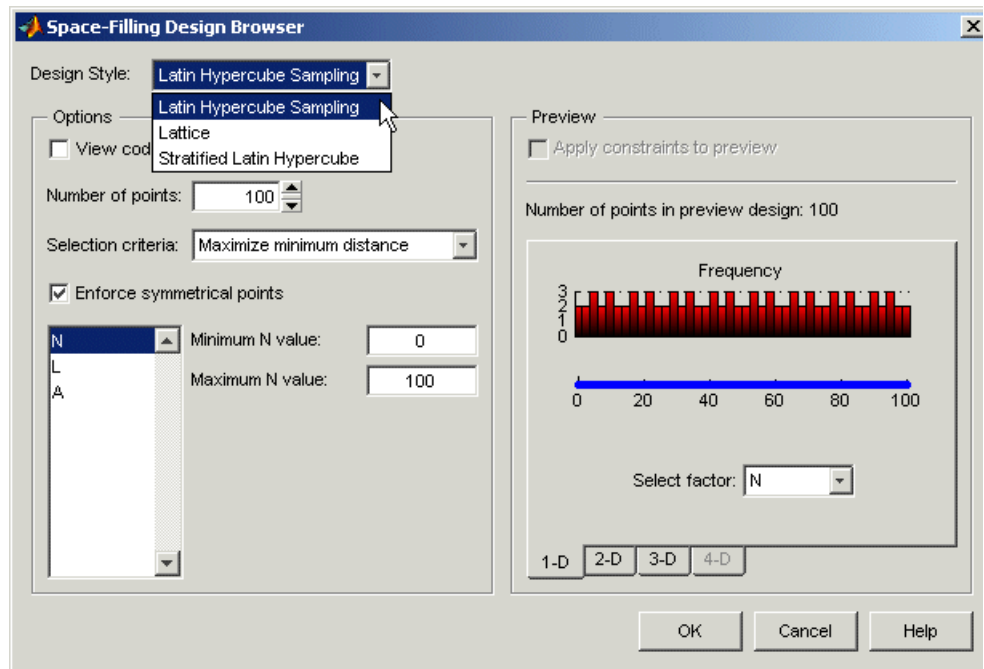 Space-Filling Design Browser
Design Style: Latin Hypercube Sampling
Latin Hypercube Sampling
Lattice
Stratified Latin Hypercube
Options
View cod
Number of points: 100
Selection criteria: Maximize minimum distance
Enforce symmetrical points
N
L
A
Minimum N value: 0
Maximum N value: 100
Preview
Apply constraints to preview
Number of points in preview design: 100
Frequency
3
2
1
0
0 20 40 60 80 100
Select factor: N
1-D 2-D 3-D 4-D
OK Cancel Help